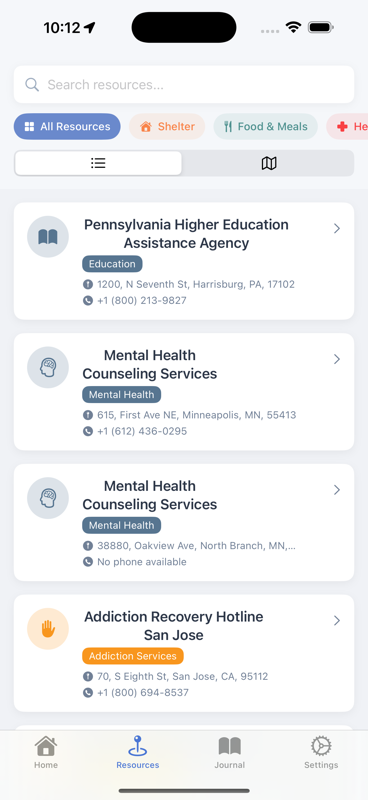 10:12
Search resources...
All Resources
Shelter
Food & Meals
He
Pennsylvania Higher Education
Assistance Agency
Education
1200, N Seventh St, Harrisburg, PA, 17102
+1 (800) 213-9827
Mental Health
Counseling Services
Mental Health
615, First Ave NE, Minneapolis, MN, 55413
+1 (612) 436-0295
Mental Health
Counseling Services
Mental Health
38880, Oakview Ave, North Branch, MN,...
No phone available
Addiction Recovery Hotline
San Jose
Addiction Services
70, S Eighth St, San Jose, CA, 95112
+1 (800) 694-8537
Home
Resources
Journal
Settings